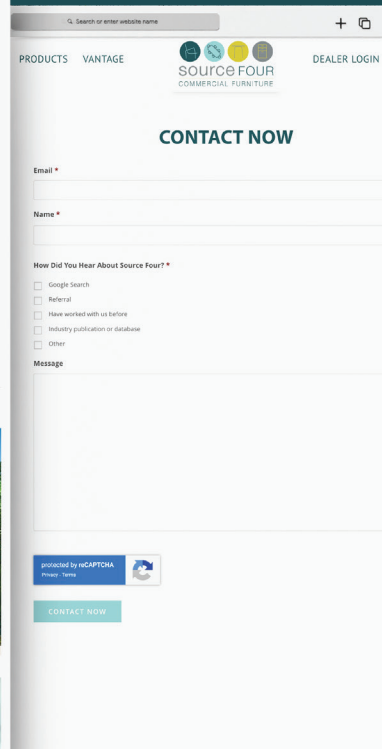 Search or enter website name
PRODUCTS VANTAGE
source FOUR
COMMERCIAL FURNITURE
DEALER LOGIN
CONTACT NOW
Email *
Name *
How Did You Hear About Source Four? *
Google Search
Referral
Have worked with us before
Industry publication or database
Other
Message
protected by reCAPTCHA
Privacy - Terms
CONTACT NOW